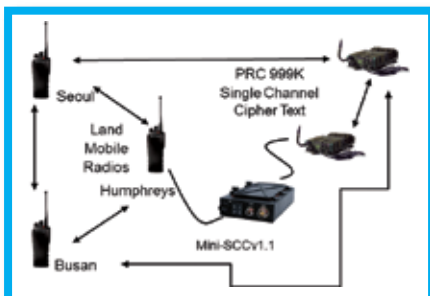 PRC 999K
Single Channel
Cipher Text
Seoul
Land
Mobile
Radios
Humphreys
Mini-SCCv1.1
Busan